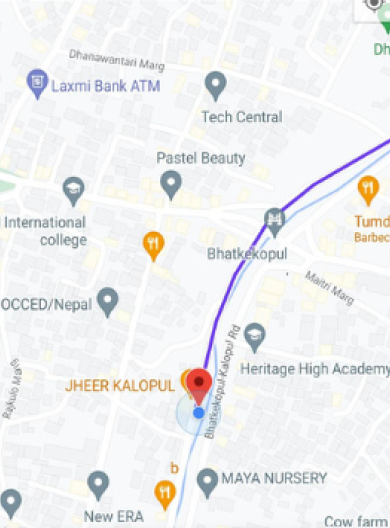 Dhanawantari Marg
Dh
Laxmi Bank ATM
Tech Central
Pastel Beauty
International
college
Tumd
Barbec
Bhatkekopul
Maitri Marg
OCCED/Nepal
Bhatkekopul Kalopul Rd
Heritage High Academy
JHEER KALOPUL
Rajkulo Marg
b
MAYA NURSERY
New ERA
Cow farm